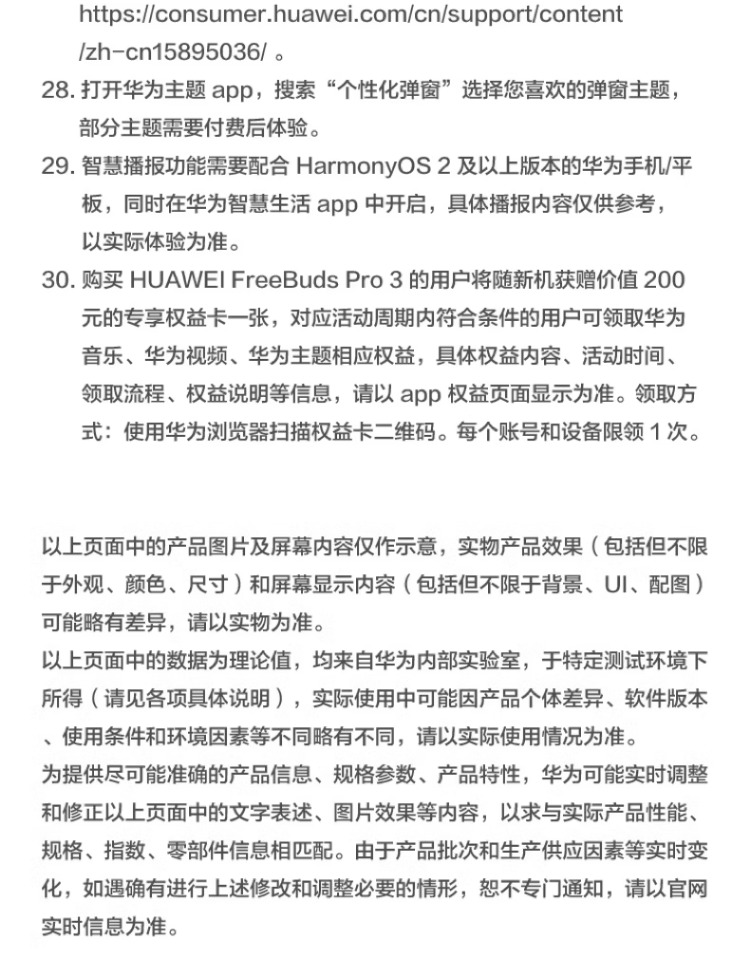 https://consumer.huawei.com/cn/support/content
/zh-cn15895036/ 。
28. 打开华为主题 app，搜索“个性化弹窗”选择您喜欢的弹窗主题，
部分主题需要付费后体验。
29. 智慧播报功能需要配合 HarmonyOS 2 及以上版本的华为手机/平
板，同时在华为智慧生活 app 中开启，具体播报内容仅供参考，
以实际体验为准。
30. 购买 HUAWEI FreeBuds Pro 3 的用户将随新机获赠价值 200
元的专享权益卡一张，对应活动周期内符合条件的用户可领取华为
音乐、华为视频、华为主题相应权益，具体权益内容、活动时间、
领取流程、权益说明等信息，请以 app 权益页面显示为准。领取方
式：使用华为浏览器扫描权益卡二维码。每个账号和设备限领 1 次。
以上页面中的产品图片及屏幕内容仅作示意，实物产品效果（包括但不限
于外观、颜色、尺寸）和屏幕显示内容（包括但不限于背景、UI、配图）
可能略有差异，请以实物为准。
以上页面中的数据为理论值，均来自华为内部实验室，于特定测试环境下
所得（请见各项具体说明），实际使用中可能因产品个体差异、软件版本
、使用条件和环境因素等不同略有不同，请以实际使用情况为准。
为提供尽可能准确的产品信息、规格参数、产品特性，华为可能实时调整
和修正以上页面中的文字表述、图片效果等内容，以求与实际产品性能、
规格、指数、零部件信息相匹配。由于产品批次和生产供应因素等实时变
化，如遇确有进行上述修改和调整必要的情形，恕不专门通知，请以官网
实时信息为准。